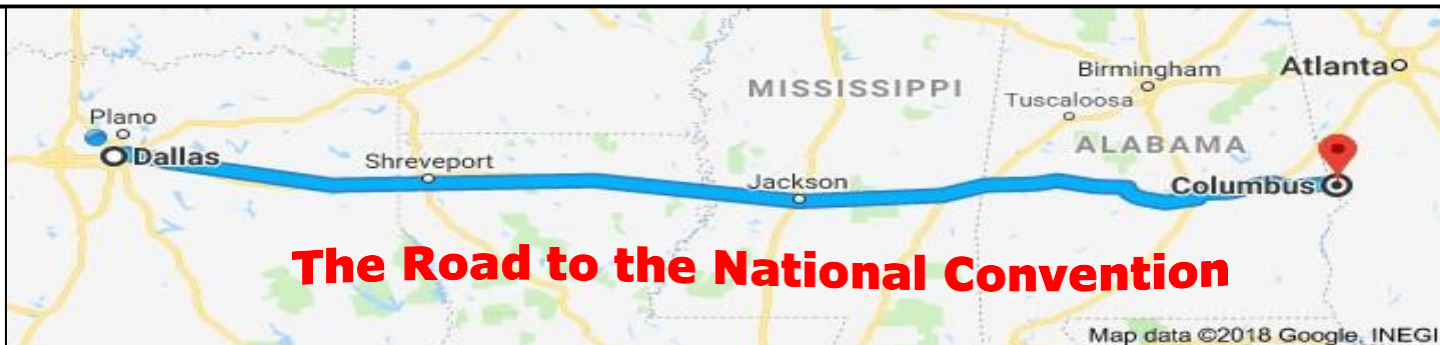 Plano
Dallas
Shreveport
MISSISSIPPI
Jackson
Birmingham
Tuscaloosa
ALABAMA
Atlanta
Columbus
The Road to the National Convention
Map data ©2018 Google, INEGI